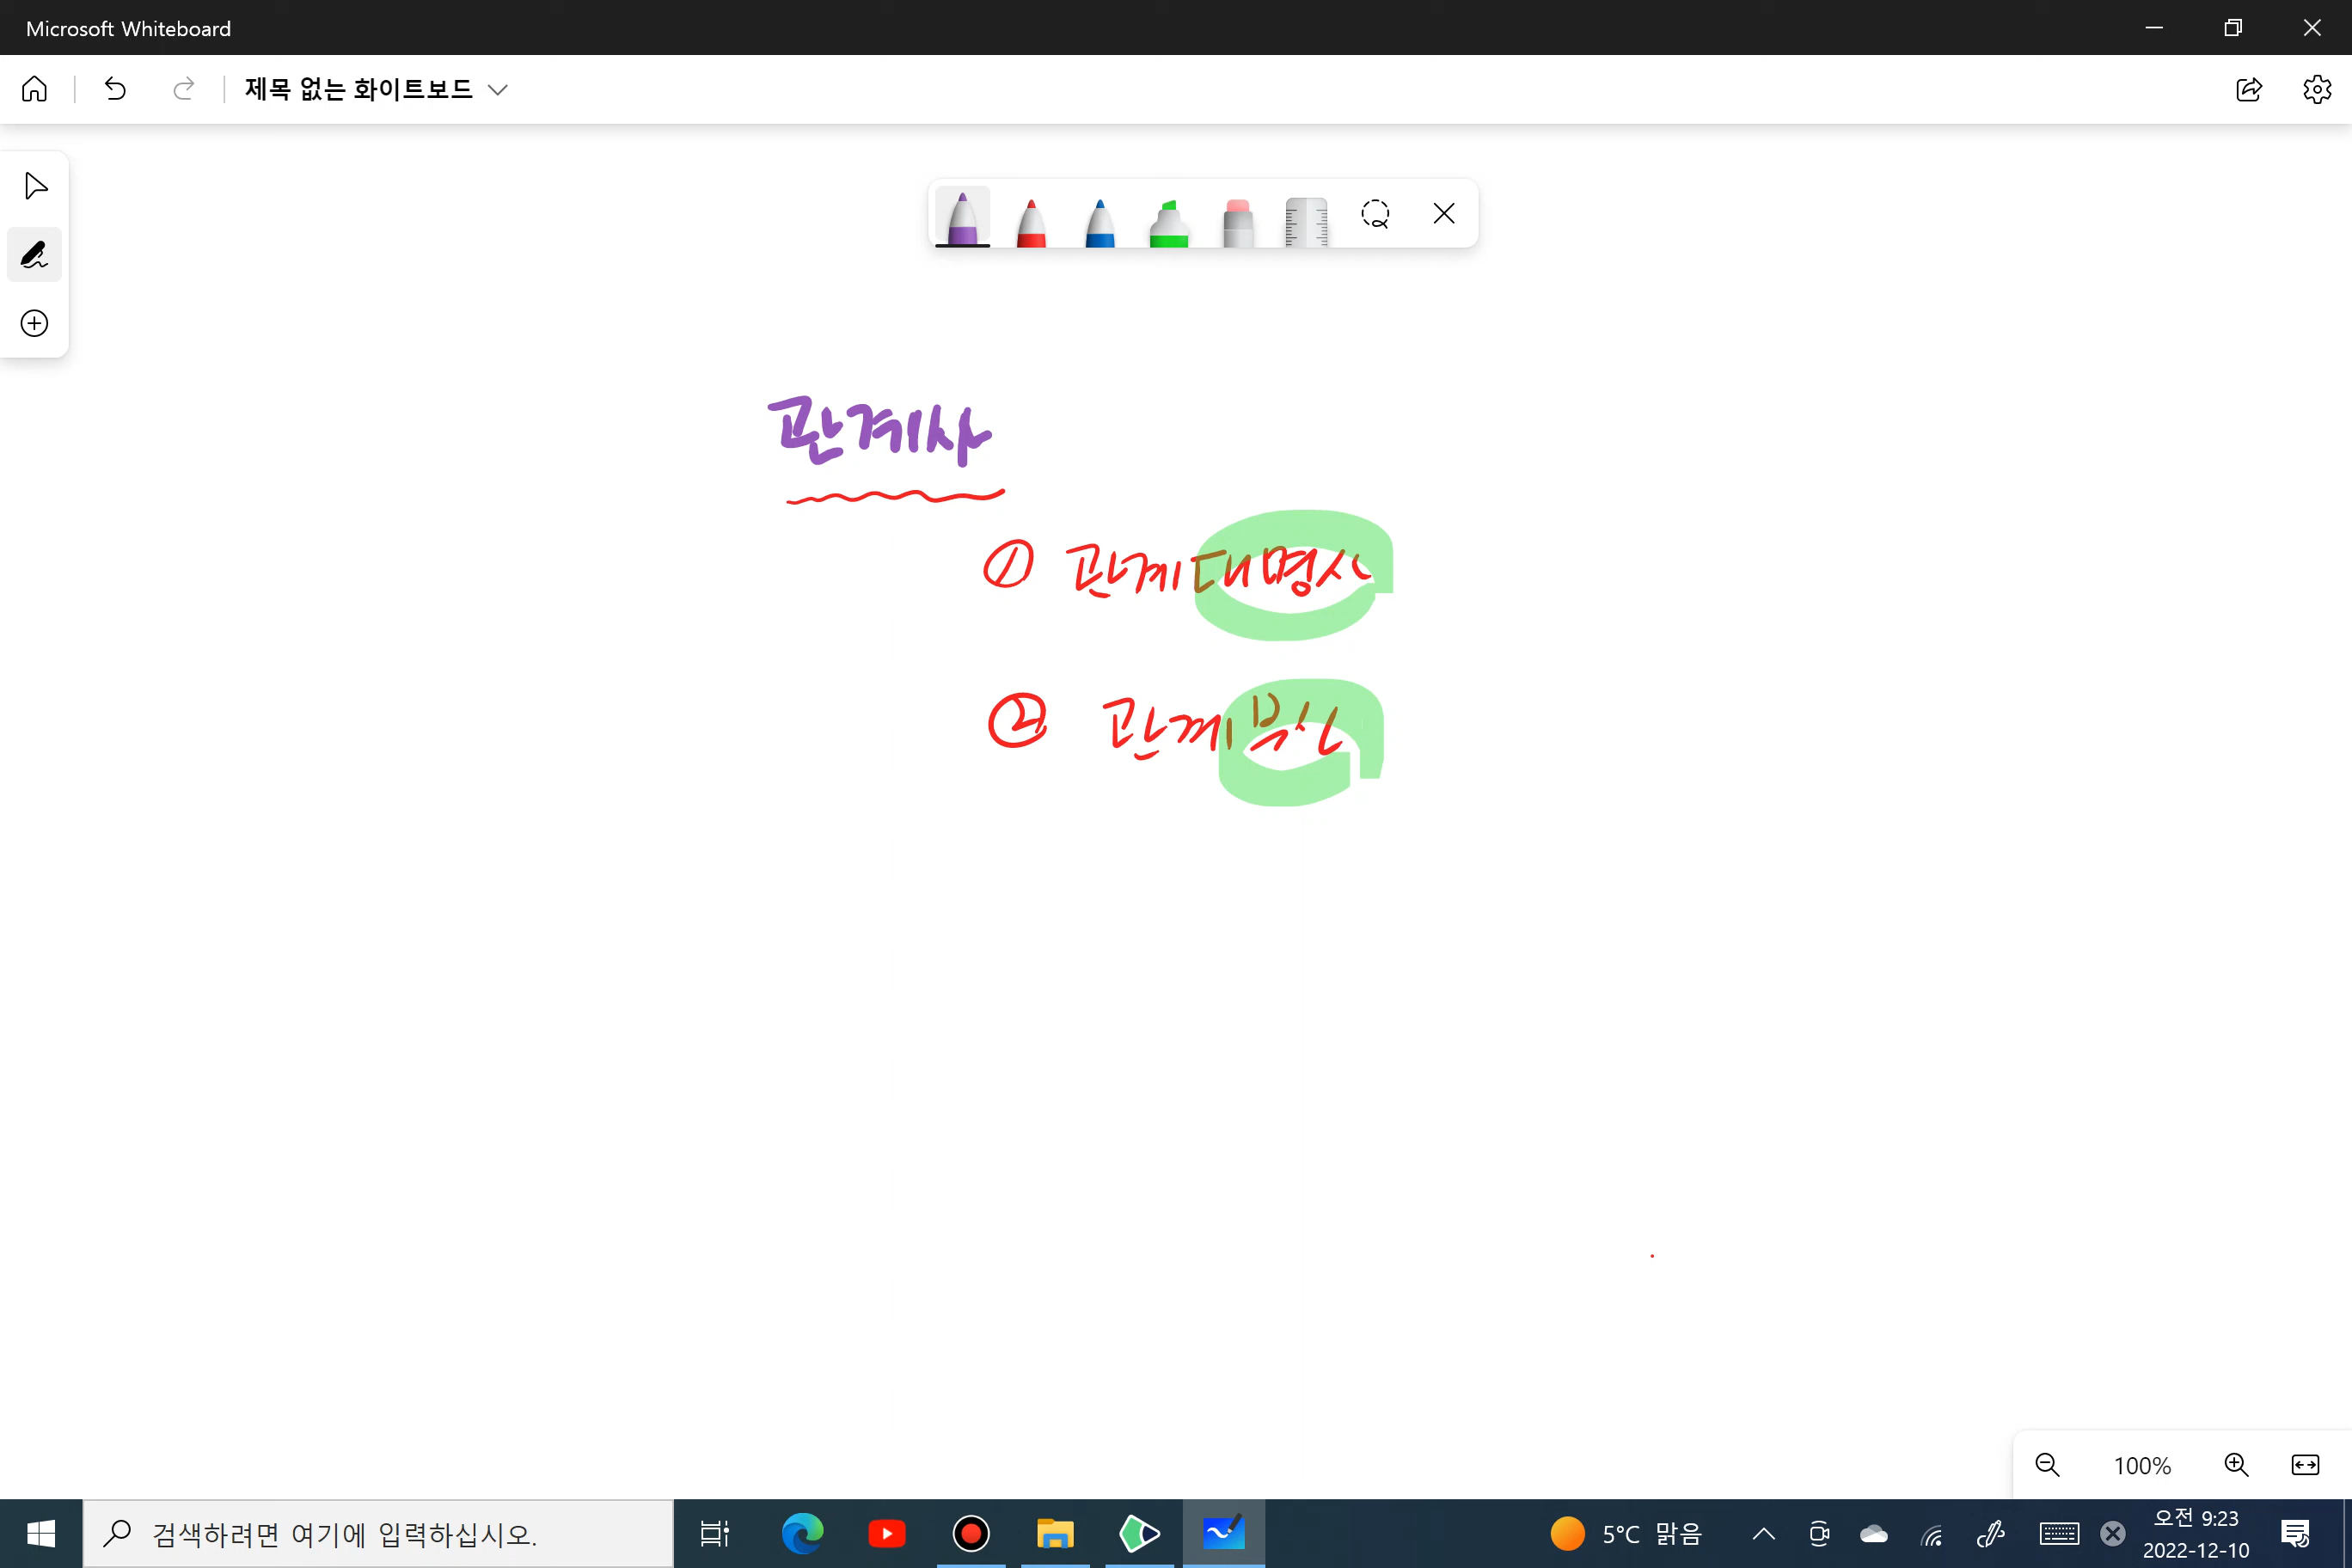 Microsoft Whiteboard
제목 없는 화이트보드
관계사
① 관계대명사
② 관계부사
100%
검색하려면 여기에 입력하십시오.
5°C 맑음
오전 9:23
2022-12-10